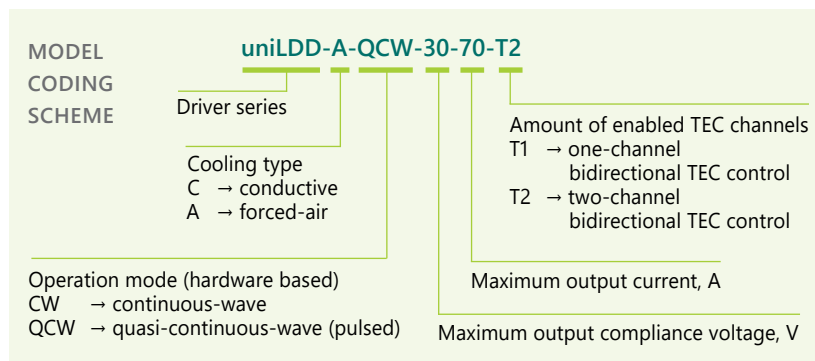 MODEL
CODING
SCHEME
uniLDD-A-QCW-30-70-T2
Driver series
Cooling type
C → conductive
A → forced-air
Operation mode (hardware based)
CW → continuous-wave
QCW → quasi-continuous-wave (pulsed)
Amount of enabled TEC channels
T1 → one-channel
bidirectional TEC control
T2 → two-channel
bidirectional TEC control
Maximum output current, A
Maximum output compliance voltage, V